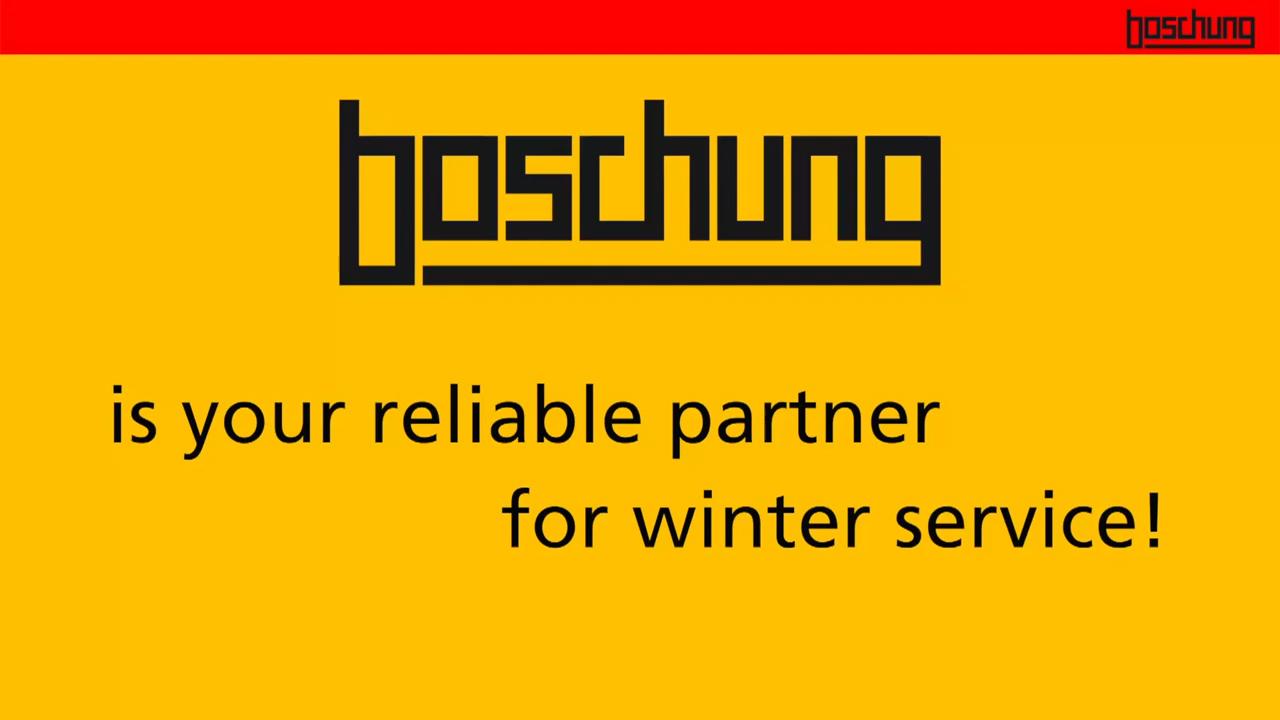 boschung
boschung
is your reliable partner
for winter service!